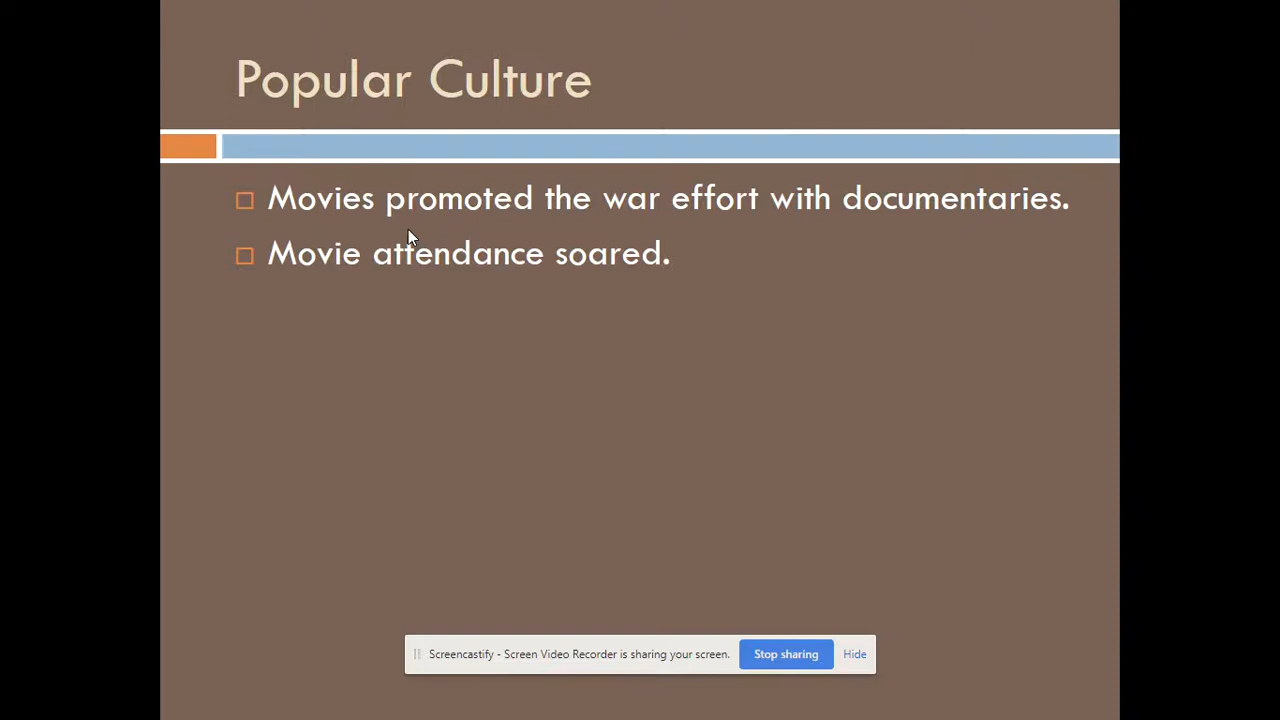 Popular Culture
Movies promoted the war effort with documentaries.
Movie attendance soared.
Screencastify - Screen Video Recorder is sharing your screen. Stop sharing Hide